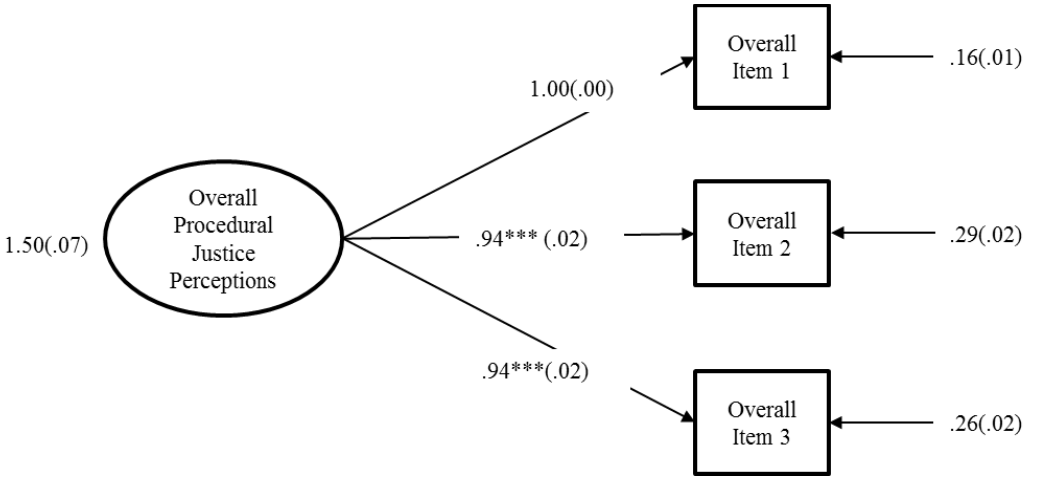 Overall
Item 1
.16(.01)
1.00(.00)
Overall
Procedural
Justice
Perceptions
1.50(.07)
.94*** (.02)
Overall
Item 2
.29(.02)
.94***(.02)
Overall
Item 3
.26(.02)